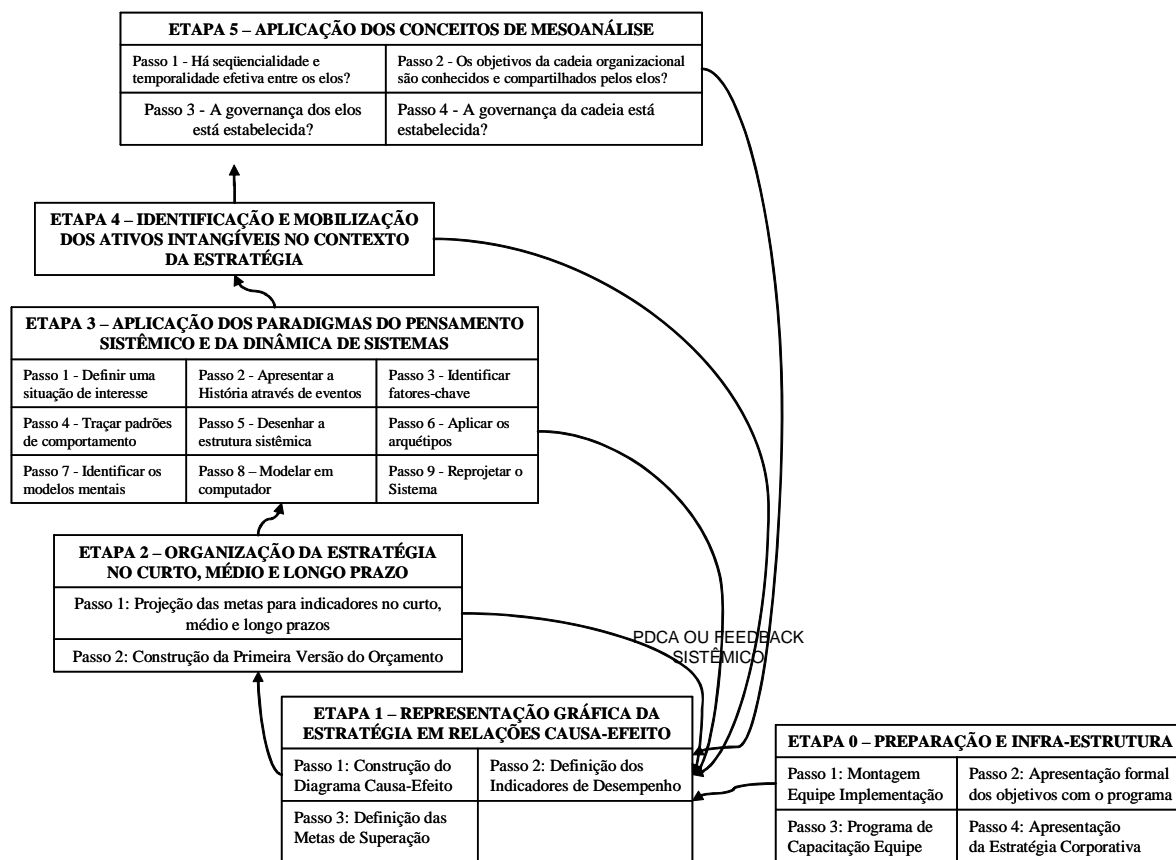 ETAPA 5 – APLICAÇÃO DOS CONCEITOS DE MESOANÁLISE
Passo 1 - Há seqüencialidade e
temporalidade efetiva entre os elos?
Passo 2 - Os objetivos da cadeia organizacional
são conhecidos e compartilhados pelos elos?
Passo 3 - A governança dos elos
está estabelecida?
Passo 4 - A governança da cadeia está
estabelecida?
ETAPA 4 – IDENTIFICAÇÃO E MOBILIZAÇÃO
DOS ATIVOS INTANGÍVEIS NO CONTEXTO
DA ESTRATÉGIA
ETAPA 3 – APLICAÇÃO DOS PARADIGMAS DO PENSAMENTO
SISTÊMICO E DA DINÂMICA DE SISTEMAS
Passo 1 - Definir uma
situação de interesse
Passo 2 - Apresentar a
História através de eventos
Passo 3 - Identificar
fatores-chave
Passo 4 - Traçar padrões
de comportamento
Passo 5 - Desenhar a
estrutura sistêmica
Passo 6 - Aplicar os
arquétipos
Passo 7 - Identificar os
modelos mentais
Passo 8 – Modelar em
computador
Passo 9 - Reprojetar o
Sistema
ETAPA 2 – ORGANIZAÇÃO DA ESTRATÉGIA
NO CURTO, MÉDIO E LONGO PRAZO
Passo 1: Projeção das metas para indicadores no curto,
médio e longo prazos
Passo 2: Construção da Primeira Versão do Orçamento
PDCA OU FEEDBACK
SISTÊMICO
ETAPA 1 – REPRESENTAÇÃO GRÁFICA DA
ESTRATÉGIA EM RELAÇÕES CAUSA-EFEITO
Passo 1: Construção do
Diagrama Causa-Efeito
Passo 2: Definição dos
Indicadores de Desempenho
Passo 3: Definição das
Metas de Superação
ETAPA 0 – PREPARAÇÃO E INFRA-ESTRUTURA
Passo 1: Montagem
Equipe Implementação
Passo 2: Apresentação formal
dos objetivos com o programa
Passo 3: Programa de
Capacitação Equipe
Passo 4: Apresentação
da Estratégia Corporativa